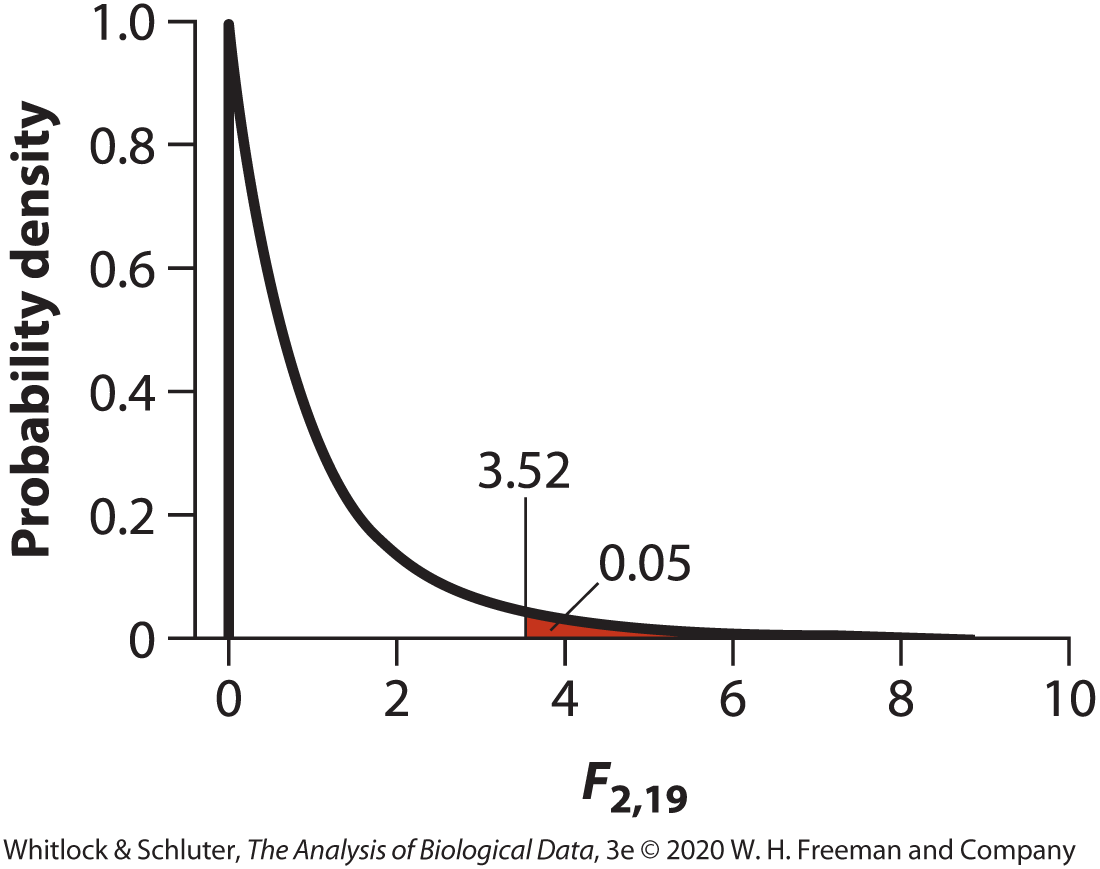 1.0
0.8
0.6
0.4
0.2
0
Probability density
3.52
0.05
0 2 4 6 8 10
F2,19
Whitlock & Schluter, The Analysis of Biological Data, 3e © 2020 W. H. Freeman and Company